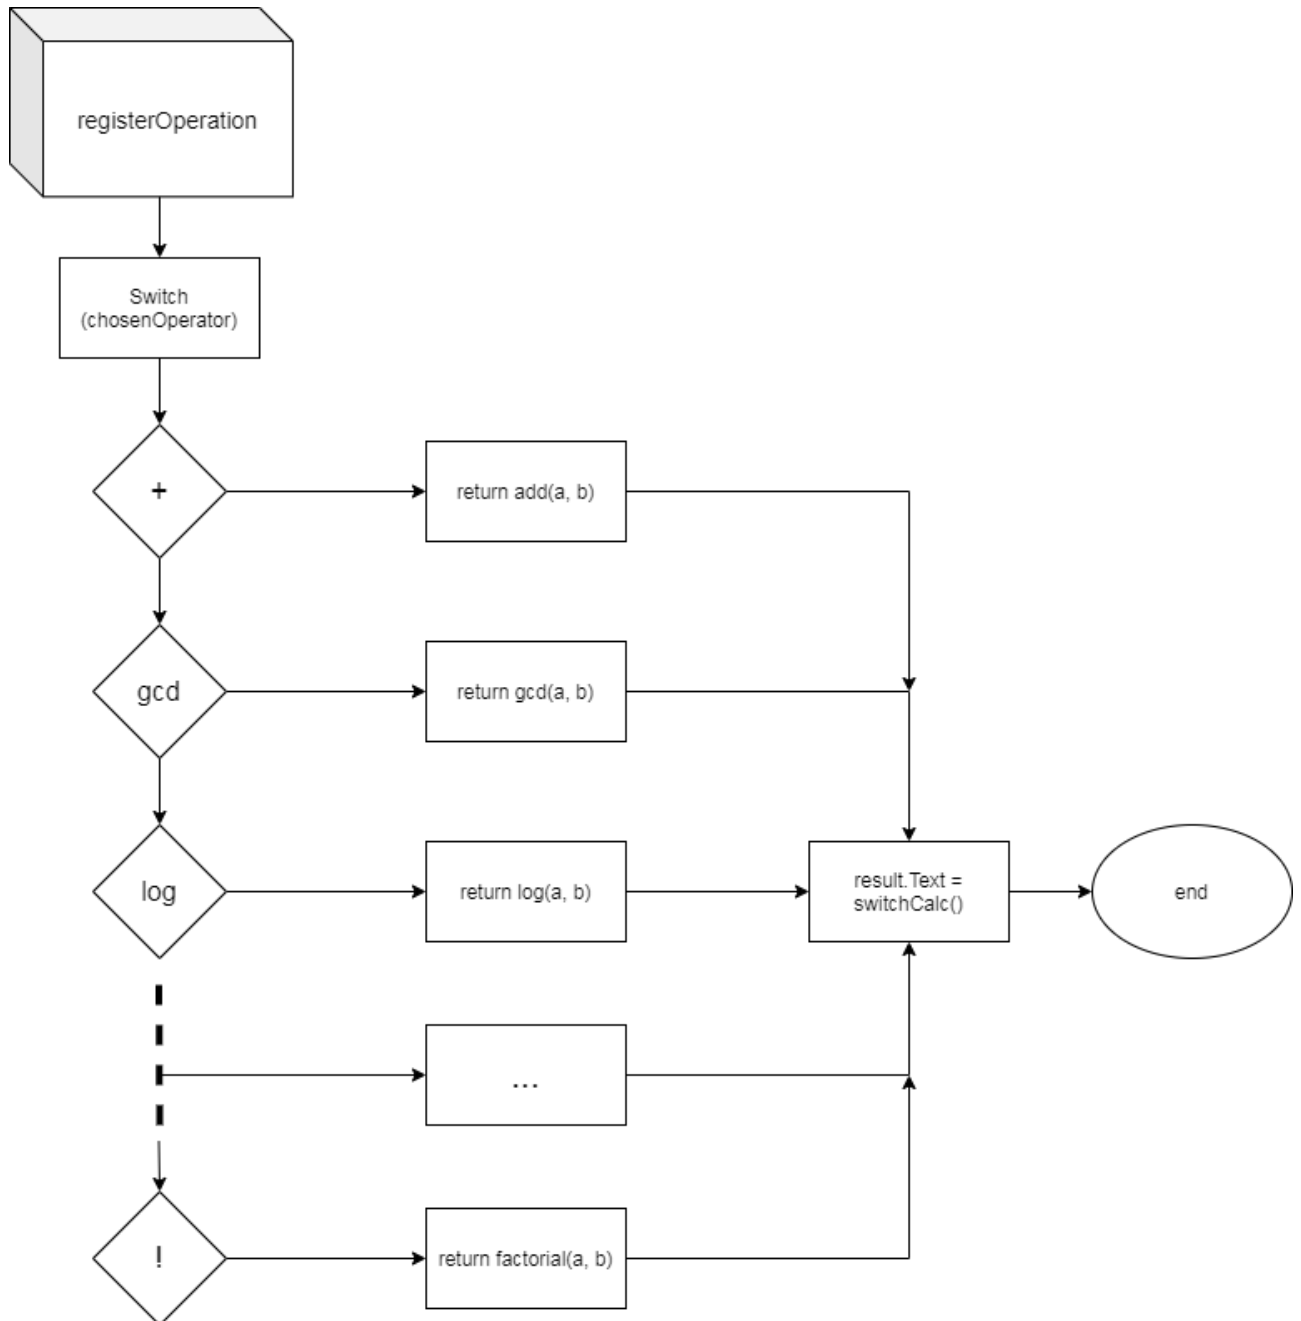 registerOperation
Switch
(chosenOperator)
+
return add(a, b)
gcd
return gcd(a, b)
log
return log(a, b)
result.Text =
switchCalc()
end
...
!
return factorial(a, b)